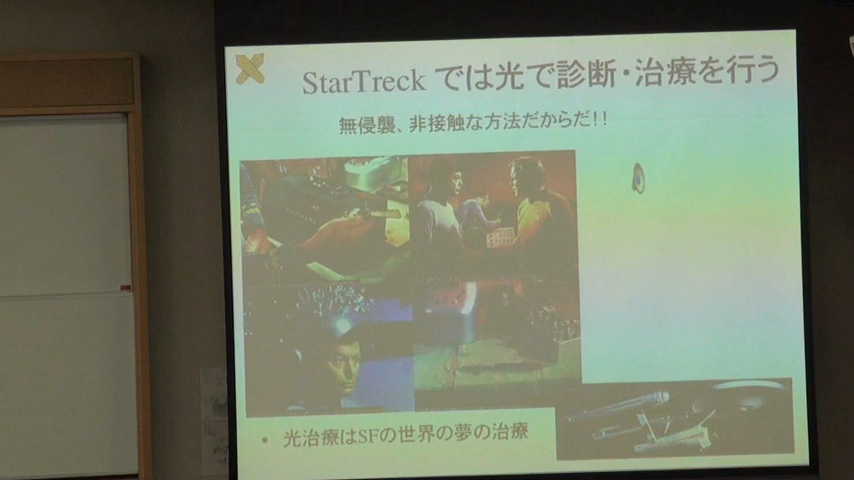 StarTreck では光で診断・治療を行う
無侵襲、非接触な方法だからだ!!
• 光治療はSFの世界の夢の治療